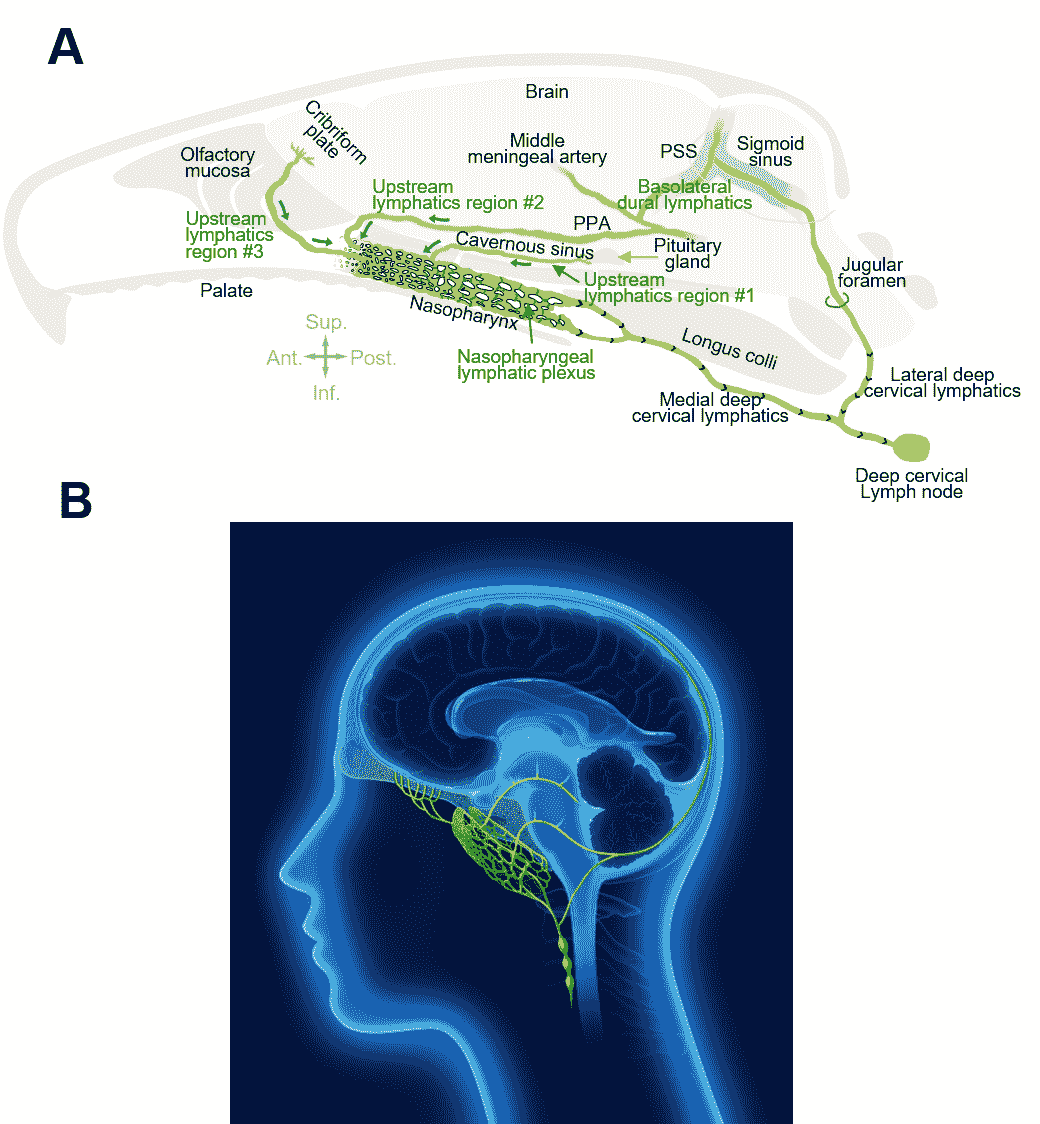 A
Brain
Cribriform
plate
Middle
meningeal artery
PSS
Sigmoid
sinus
Olfactory
mucosa
Upstream
lymphatics region #2
Basolateral
dural lymphatics
Upstream
lymphatics
region #3
PPA
Cavernous sinus
Pituitary
gland
Jugular
foramen
Palate
Upstream
lymphatics region #1
Nasopharynx
Sup.
Ant.
Post.
Inf.
Nasopharyngeal
lymphatic plexus
Longus colli
Medial deep
cervical lymphatics
Lateral deep
cervical lymphatics
Deep cervical
Lymph node
B